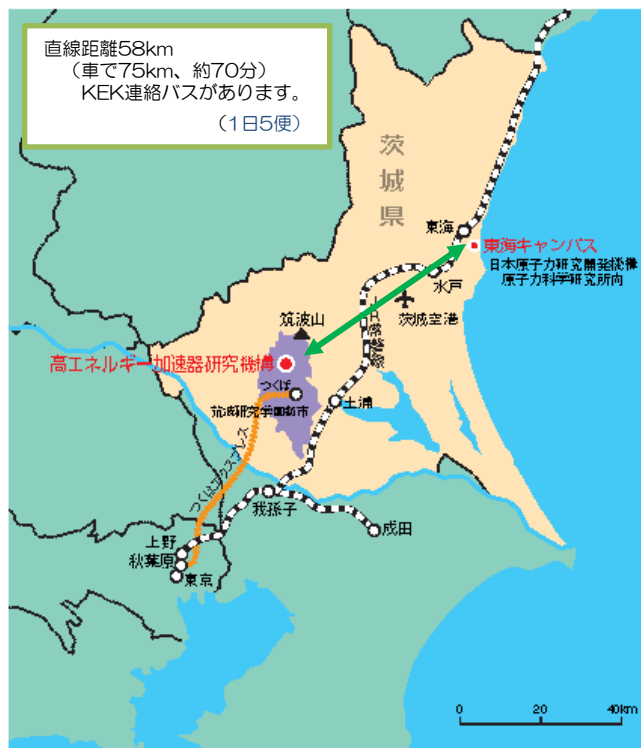 直線距離58km
（車で75km、約70分）
KEK連絡バスがあります。
（1日5便）
茨城県
東海
東海キャンパス
日本原子力研究開発機構
原子力科学研究所内
水戸
茨城空港
筑波山
JR常磐線
高エネルギー加速器研究機構
つくば
筑波研究学園都市
土浦
つくばエクスプレス
我孫子
成田
上野
秋葉原
東京
0 20 40km